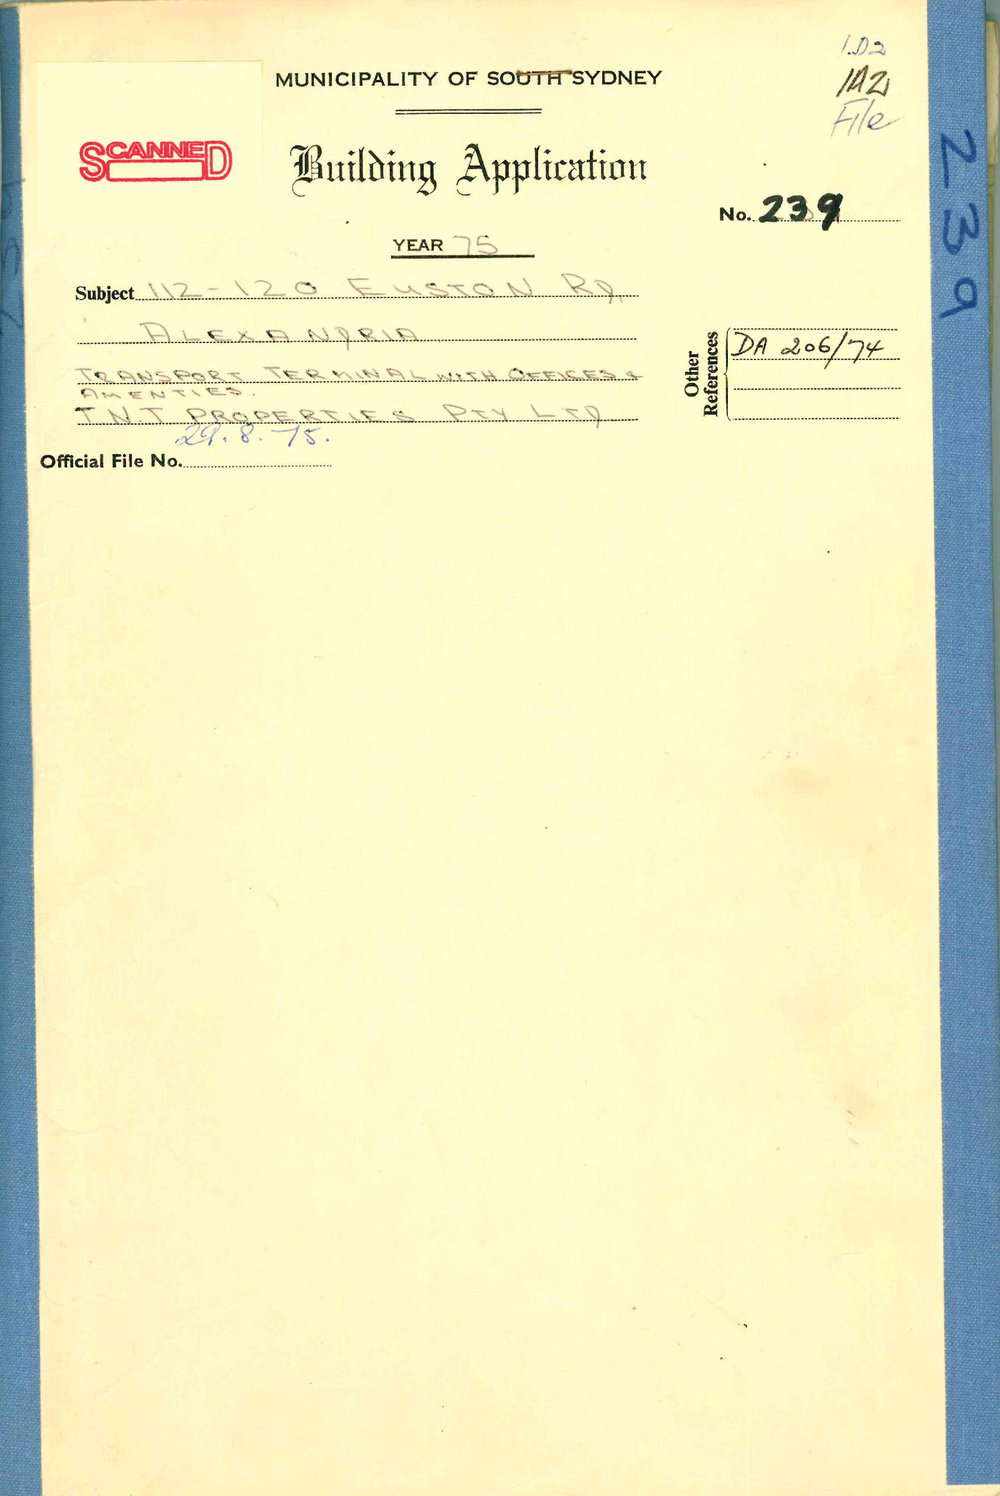 1.D2
1A2
File
MUNICIPALITY OF SOUTH SYDNEY
SCANNED
Building Application
No. 239
239
YEAR 75
Subject 112-120 EUSTON RD,
ALEXANDRIA
TRANSPORT TERMINAL WITH OFFICES &
AMENTIES.
T.N.T PROPERTIES PTY LTD
29.8.75.
Other References
DA 206/74
Official File No.